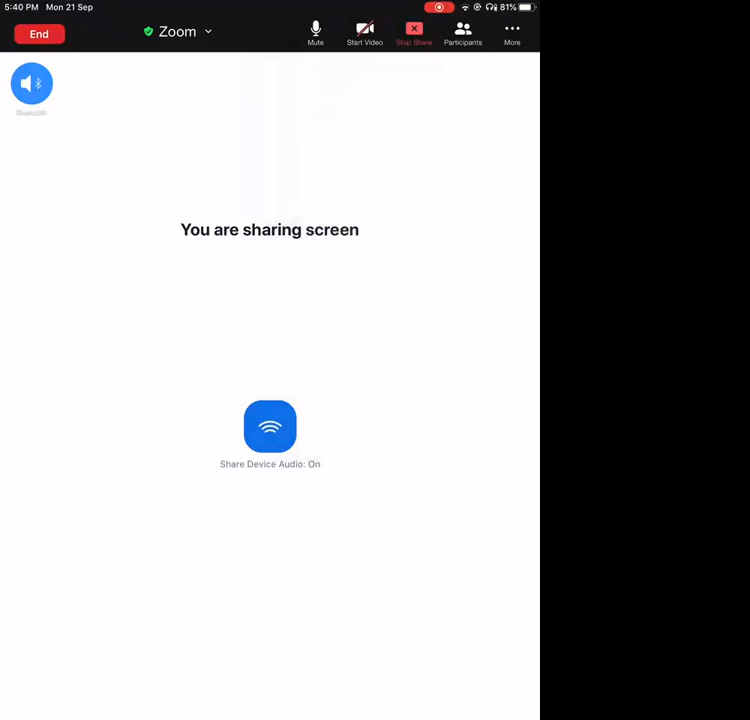 5:40 PM Mon 21 Sep
81%
End
Zoom
Mute
Start Video
Stop Share
Participants
More
Bluetooth
You are sharing screen
Share Device Audio: On